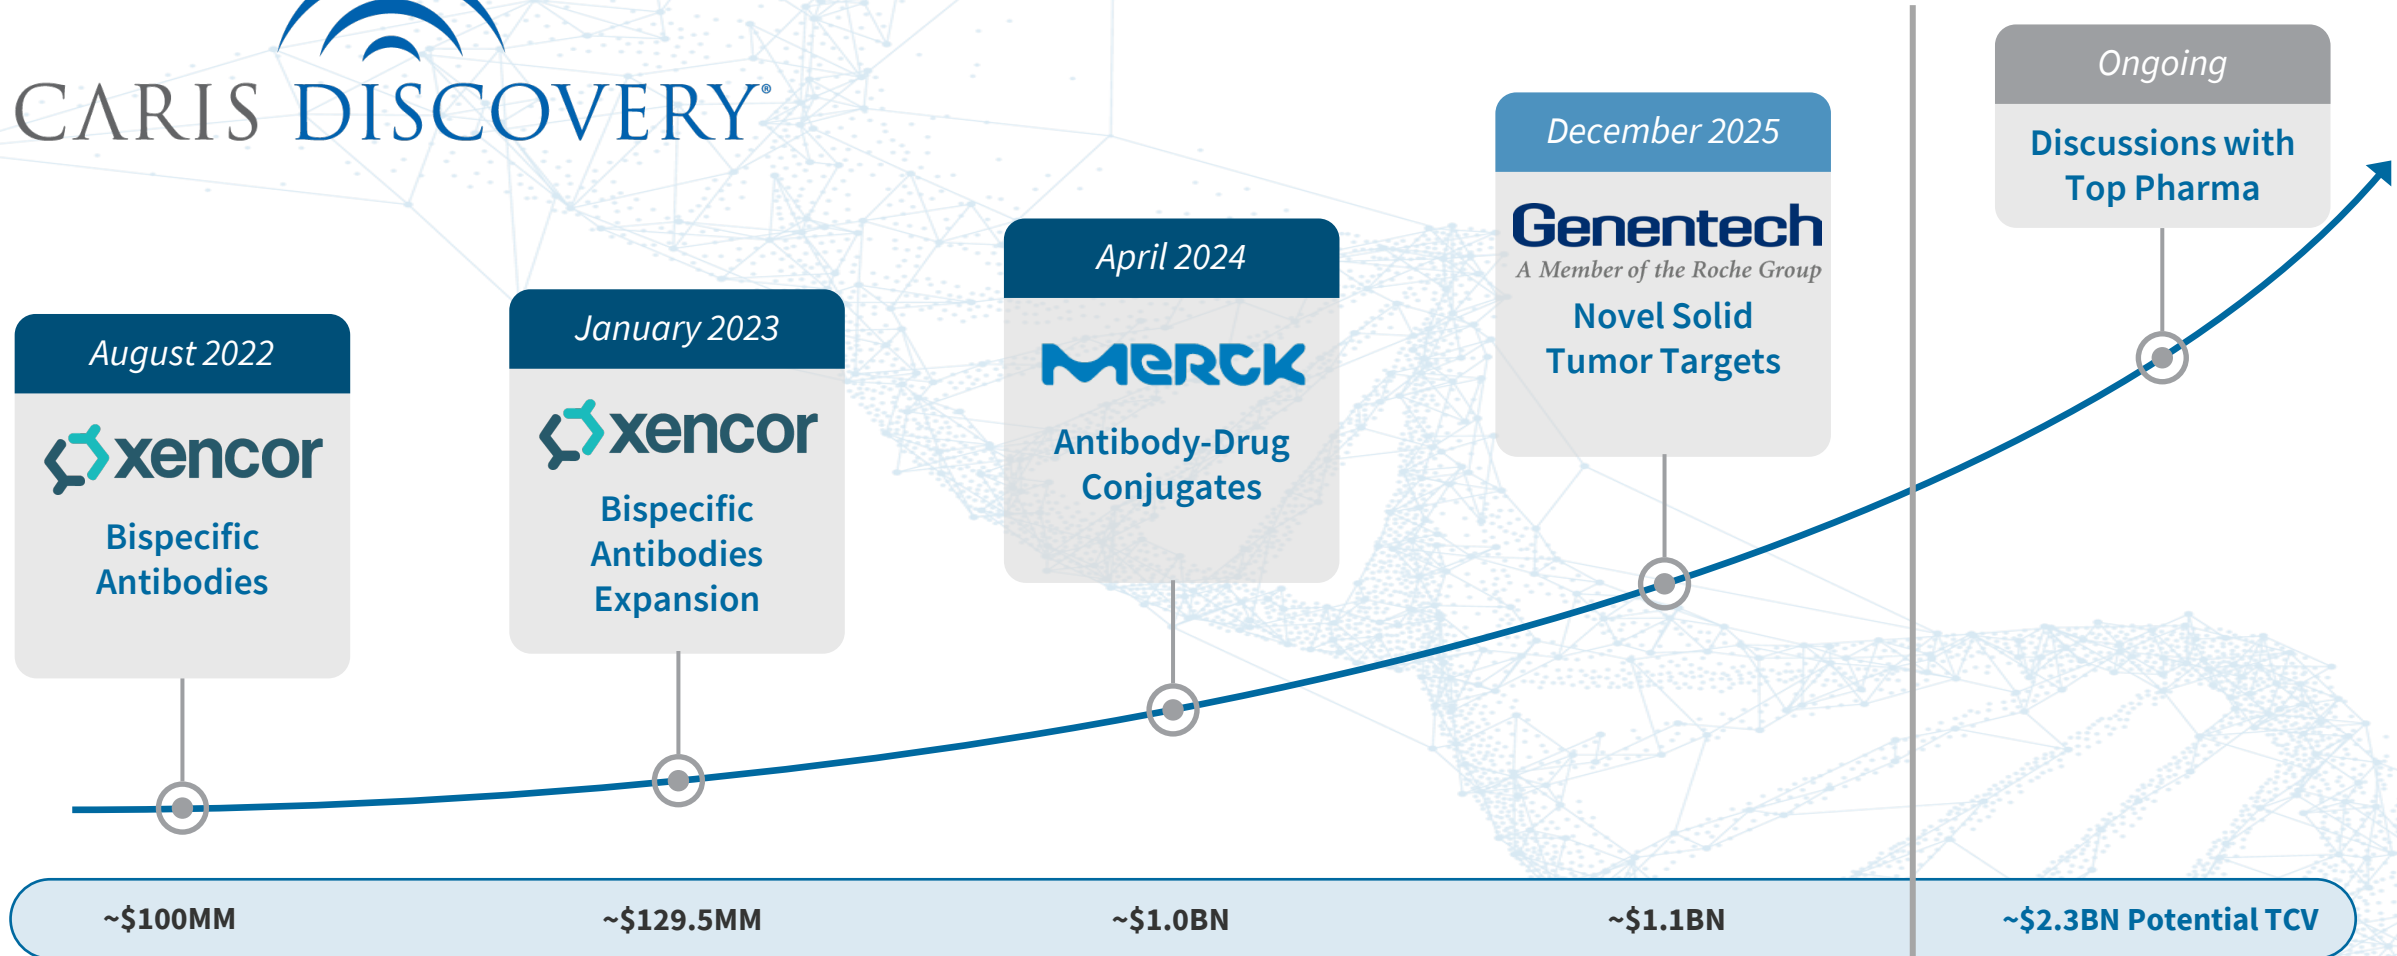 CARIS DISCOVERY®
August 2022
xencor
Bispecific
Antibodies
January 2023
xencor
Bispecific
Antibodies
Expansion
April 2024
MERCK
Antibody-Drug
Conjugates
December 2025
Genentech
A Member of the Roche Group
Novel Solid
Tumor Targets
Ongoing
Discussions with
Top Pharma
~$100MM
~$129.5MM
~$1.0BN
~$1.1BN
~$2.3BN Potential TCV